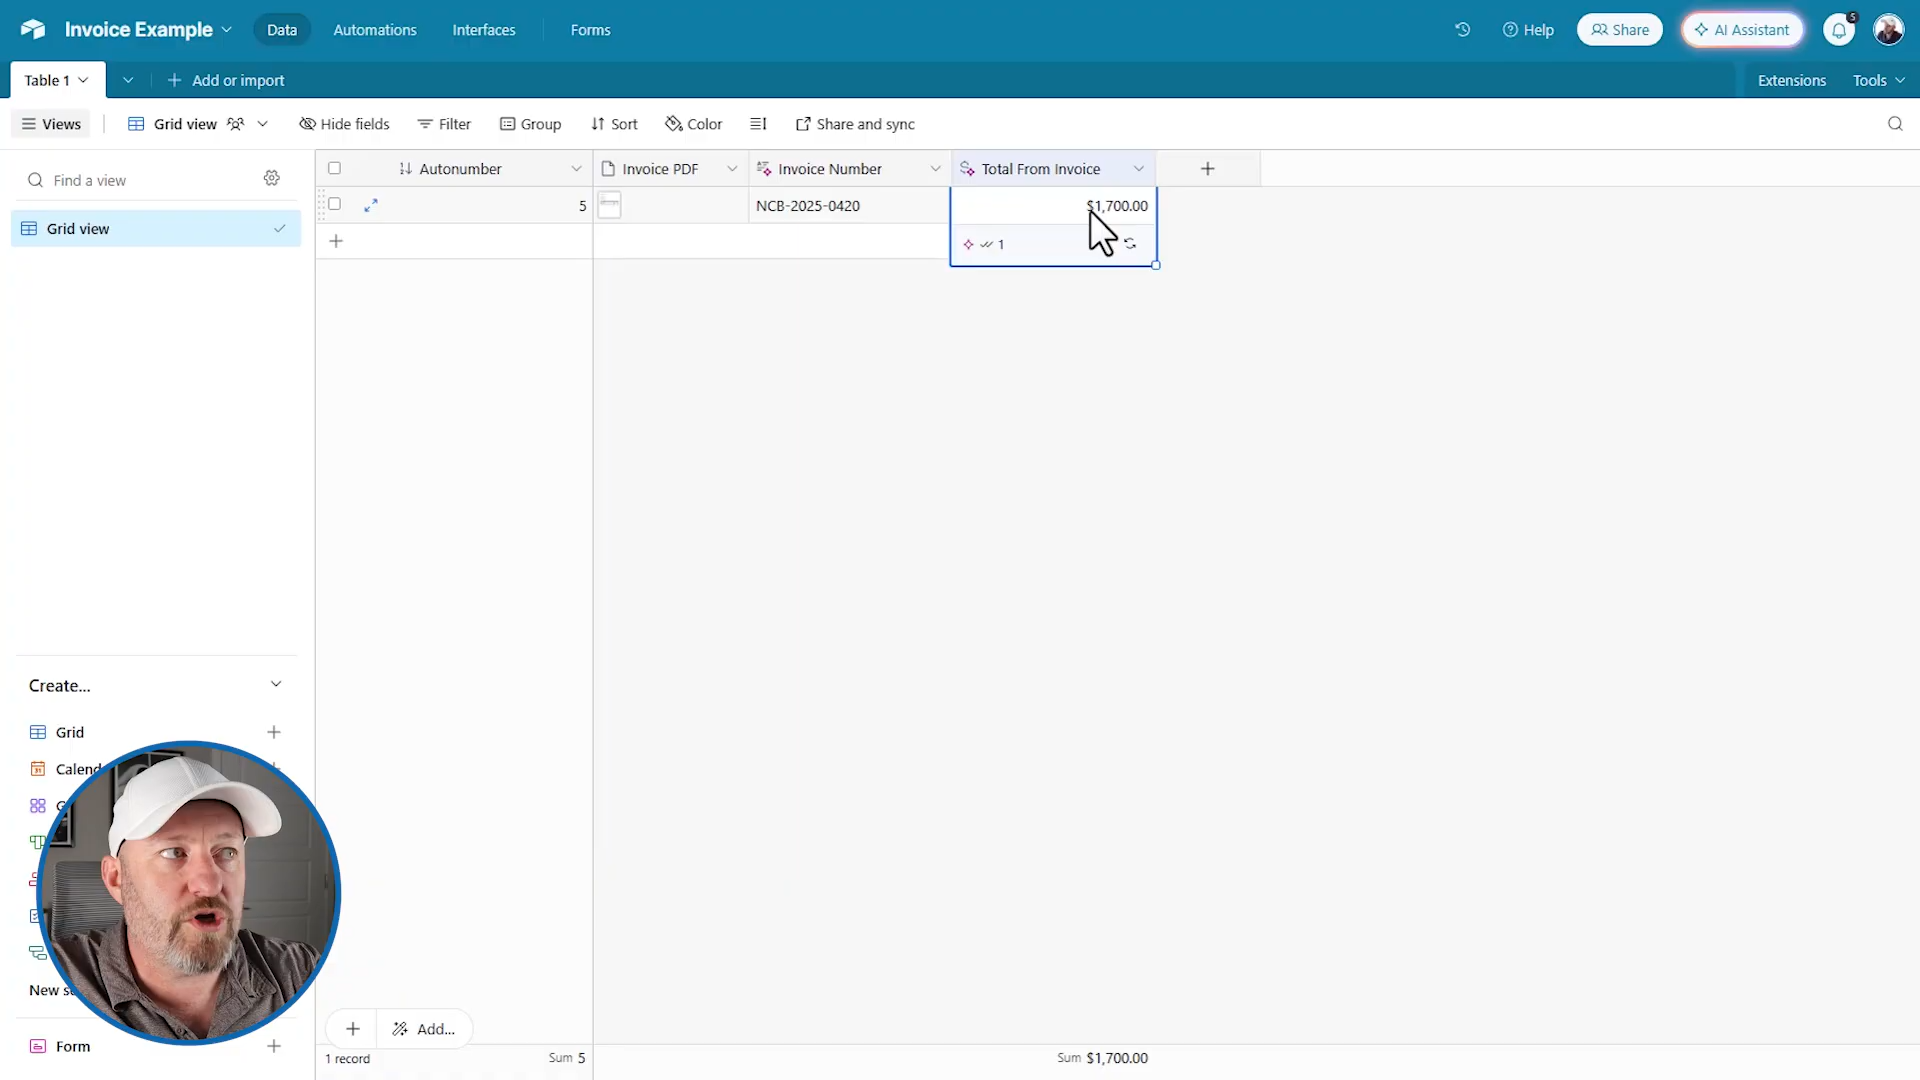 Invoice Example
Data
Automations
Interfaces
Forms
Help
Share
AI Assistant
5
Table 1
Add or import
Extensions
Tools
Views
Grid view
Hide fields
Filter
Group
Sort
Color
Share and sync
Find a view
Autonumber
Invoice PDF
Invoice Number
Total From Invoice
5
NCB-2025-0420
$1,700.00
Grid view
1
Create...
Grid
Calend
G
New s
Form
Add...
1 record
Sum 5
Sum $1,700.00